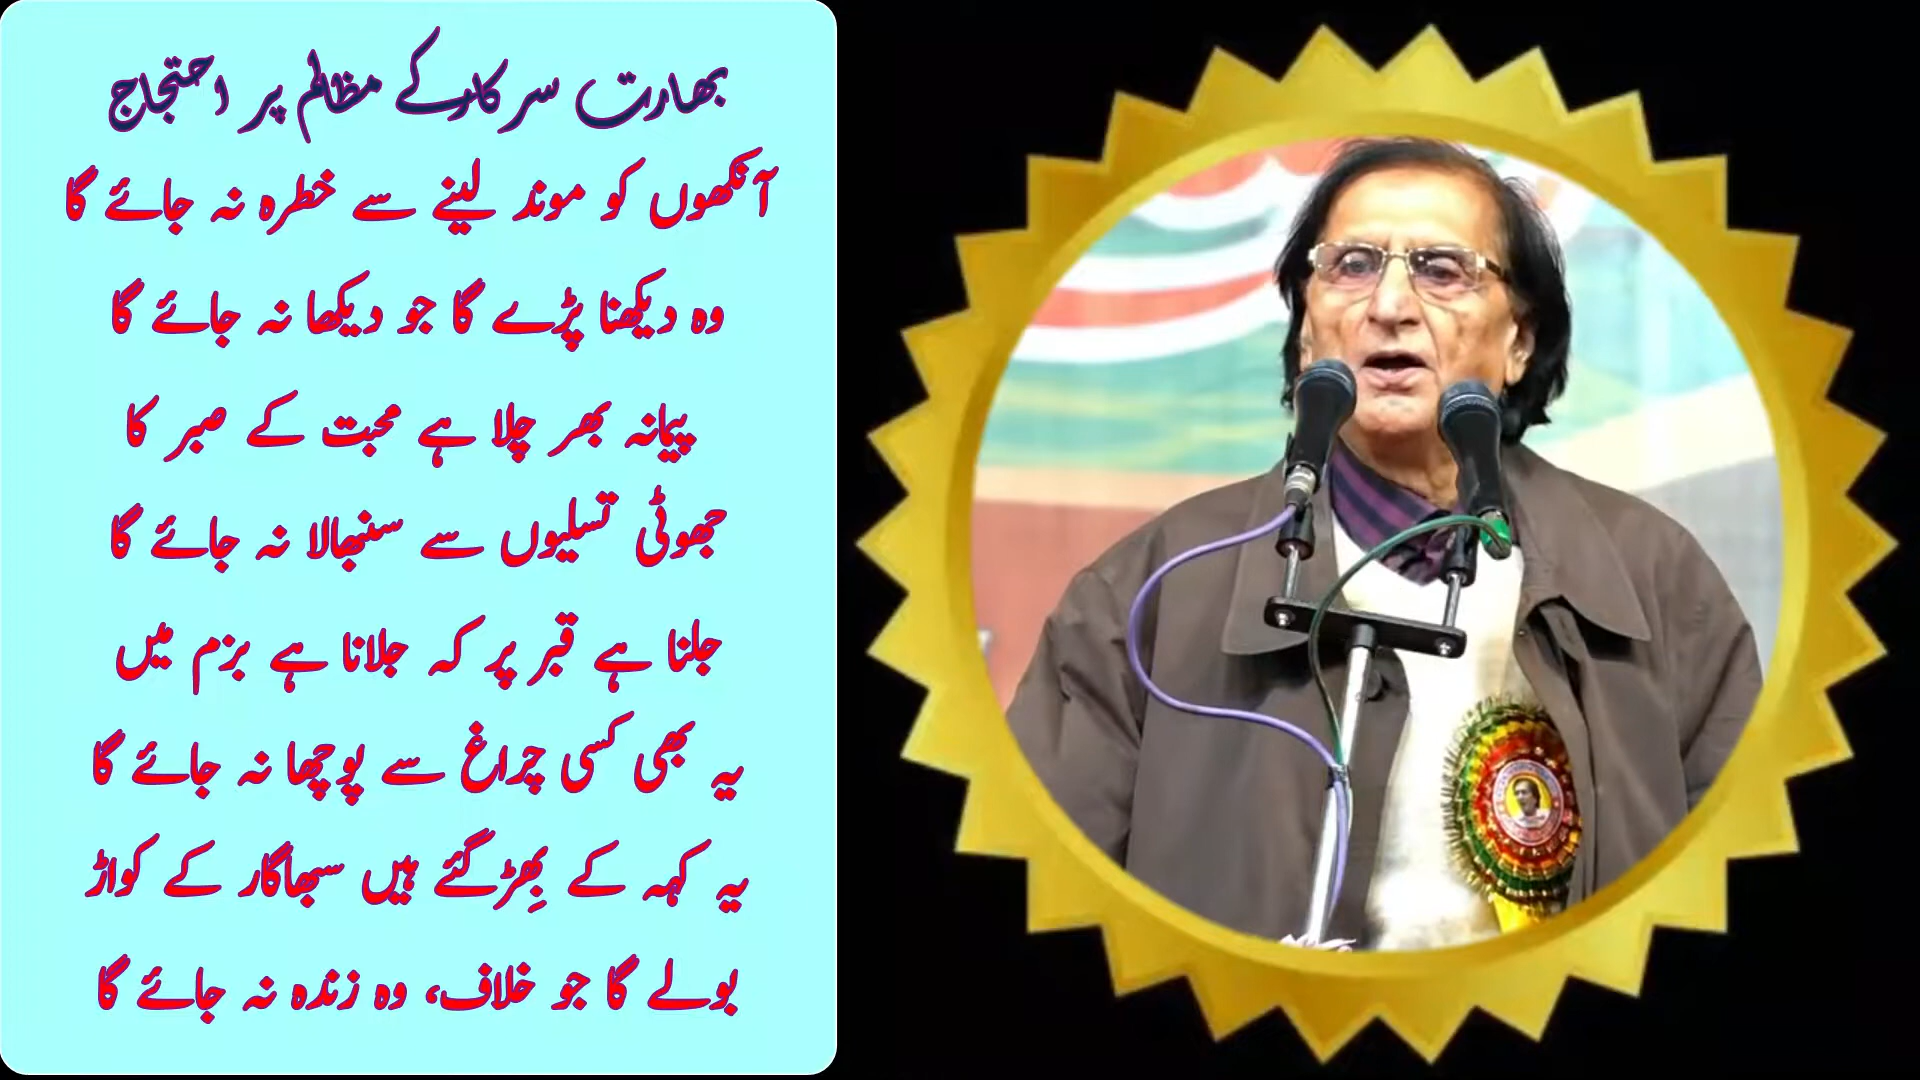 بھارت سرکار کے مظالم پر احتجاج
آنکھوں کو موند لینے سے خطرہ نہ جائے گا
وہ دیکھنا پڑے گا جو دیکھا نہ جائے گا
پیمانہ بھر چلا ہے محبت کے صبر کا
جھوٹی تسلیوں سے سنبھالا نہ جائے گا
جلنا ہے قبر پر کہ جلانا ہے بزم میں
یہ بھی کسی چراغ سے پوچھا نہ جائے گا
یہ کہہ کے بِھڑ گئے ہیں سبھاگار کے کواڑ
بولے گا جو خلاف، وہ زندہ نہ جائے گا